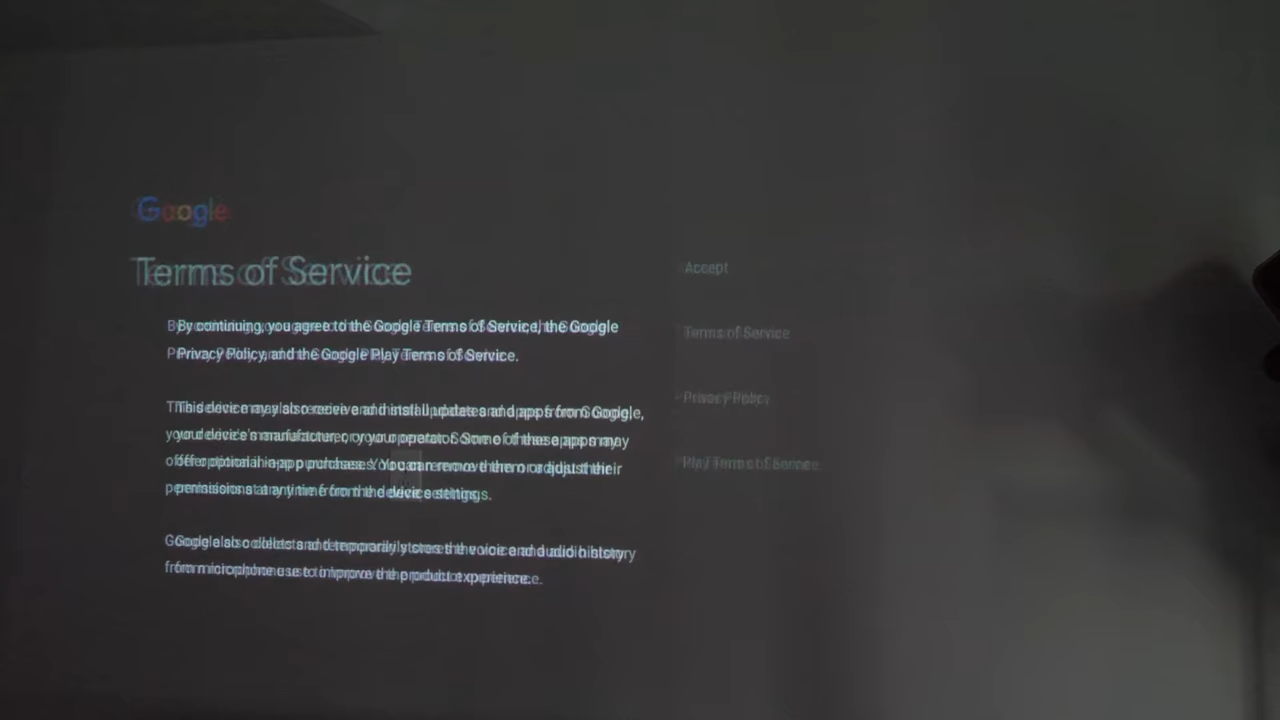 Google
Terms of Service
By continuing, you agree to the Google Terms of Service, the Google
Privacy Policy, and the Google Play Terms of Service.
This device may also receive and install updates and apps from Google,
your device's manufacturer, or your operator. Some of these apps may
offer optional in-app purchases. You can remove them or adjust their
permissions at any time from the device settings.
Google also collects and temporarily stores the voice and audio history
from microphone use to improve the product experience.
Accept
Terms of Service
Privacy Policy
Play Terms of Service